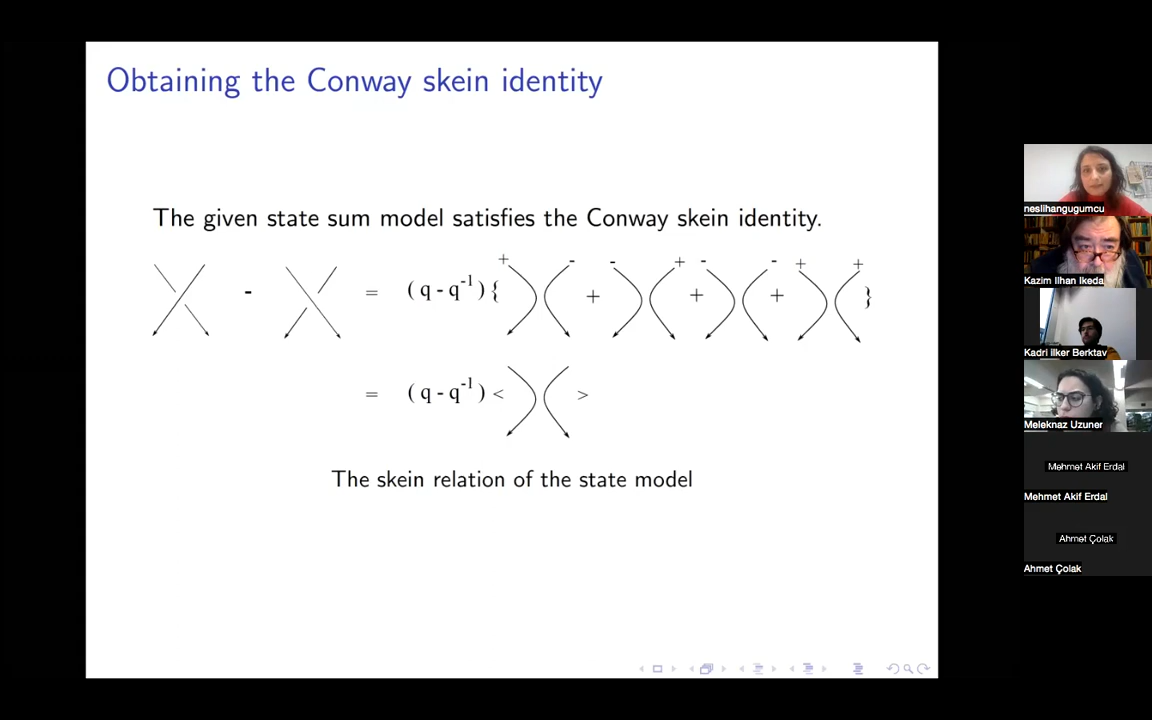 Obtaining the Conway skein identity
The given state sum model satisfies the Conway skein identity.
+ - - + - - + +
- = ( q - q⁻¹ ) { + + + }
= ( q - q⁻¹ ) < >
The skein relation of the state model
neslihangugumcu
Kazim Ilhan Ikeda
Kadri ilker Berktav
Meleknaz Uzuner
Mehmet Akif Erdal
Mehmet Akif Erdal
Ahmet Çolak
Ahmet Çolak